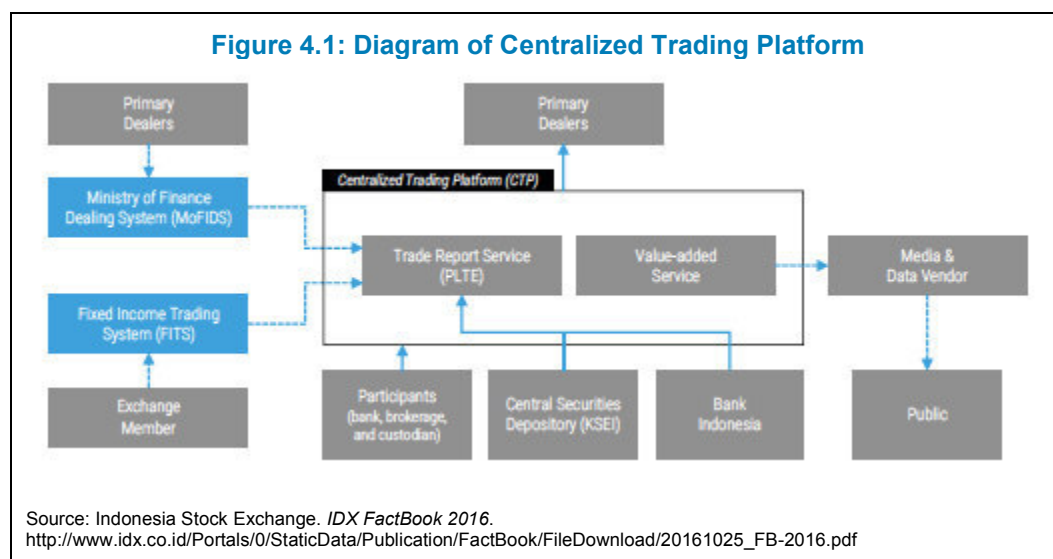 Figure 4.1: Diagram of Centralized Trading Platform
Primary
Dealers
Primary
Dealers
Centralized Trading Platform (CTP)
Ministry of Finance
Dealing System (MoFIDS)
Trade Report Service
(PLTE)
Value-added
Service
Media &
Data Vendor
Fixed Income Trading
System (FITS)
Exchange
Member
Participants
(bank, brokerage,
and custodian)
Central Securities
Depository (KSEI)
Bank
Indonesia
Public
Source: Indonesia Stock Exchange. IDX FactBook 2016.
http://www.idx.co.id/Portals/0/StaticData/Publication/FactBook/FileDownload/20161025_FB-2016.pdf